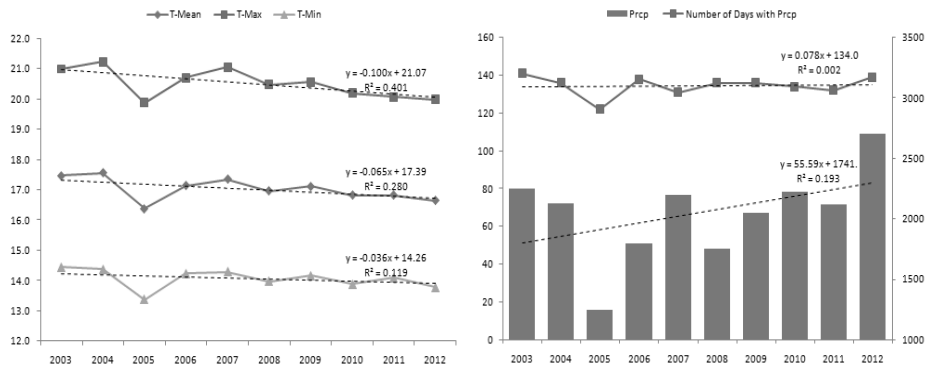 T-Mean T-Max T-Min
22.0
21.0
20.0
19.0
18.0
17.0
16.0
15.0
14.0
13.0
12.0
y = -0.100x + 21.07
R² = 0.401
y = -0.065x + 17.39
R² = 0.280
y = -0.036x + 14.26
R² = 0.119
2003 2004 2005 2006 2007 2008 2009 2010 2011 2012
Prcp Number of Days with Prcp
160
140
120
100
80
60
40
20
0
y = 0.078x + 134.0
R² = 0.002
y = 55.59x + 1741.
R² = 0.193
3500
3000
2500
2000
1500
1000
2003 2004 2005 2006 2007 2008 2009 2010 2011 2012